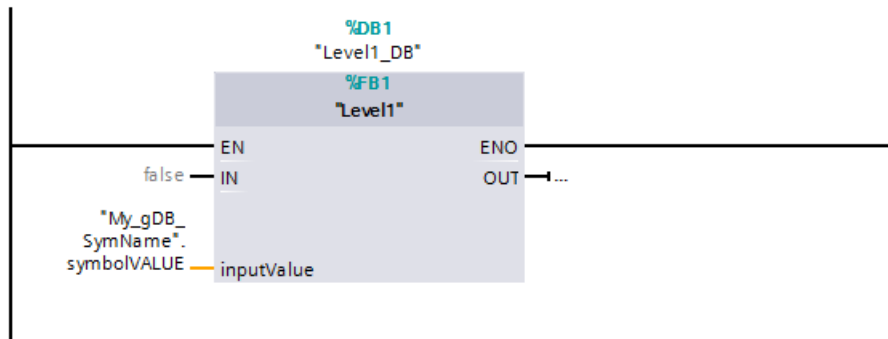 %DB1
"Level1_DB"
%FB1
"Level1"
EN ENO
false IN OUT ...
"My_gDB_
SymName".
symbolVALUE inputValue